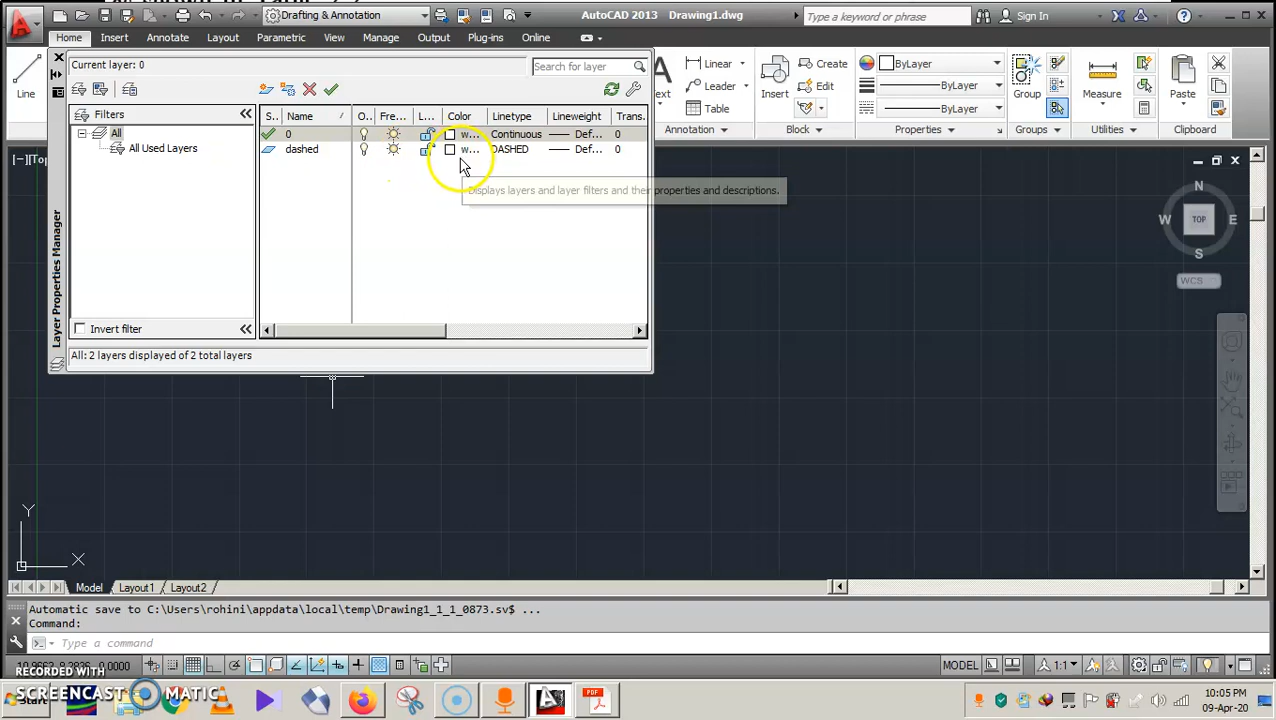 Drafting & Annotation
AutoCAD 2013 Drawing1.dwg
Type a keyword or phrase
Sign In
Home Insert Annotate Layout Parametric View Manage Output Plug-ins Online
Current layer: 0
Search for layer
Line
Linear
Leader
Table
Annotation
Insert
Create
Edit
Block
ByLayer
ByLayer
ByLayer
Properties
Group
Groups
Measure
Utilities
Paste
Clipboard
Filters
All
All Used Layers
S.. Name O.. Fre... L... Color Linetype Lineweight Trans.
0 w... Continuous Def... 0
dashed w... DASHED Def... 0
Displays layers and layer filters and their properties and descriptions.
Layer Properties Manager
Invert filter
All: 2 layers displayed of 2 total layers
[−][Top
N
W TOP E
S
WCS
Y
X
Model Layout1 Layout2
Automatic save to C:\Users\rohini\appdata\local\temp\Drawing1_1_1_0873.sv$ ...
Command:
Type a command
MODEL 1:1
RECORDED WITH
SCREENCAST MATIC
Start
10:05 PM
09-Apr-20